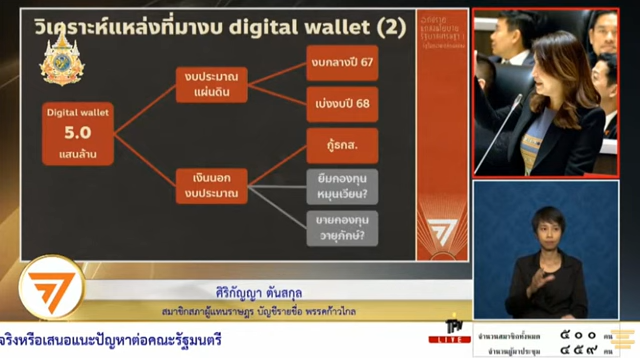 วิเคราะห์แหล่งที่มางบ digital wallet (2)
Digital wallet
5.0
แสนล้าน
งบประมาณ
แผ่นดิน
งบกลางปี 67
เบ่งงบปี 68
เงินนอก
งบประมาณ
กู้ธกส.
ยืมกองทุน
หมุนเวียน?
ขายกองทุน
วายุภักษ์?
ศิริกัญญา ตันสกุล
สมาชิกสภาผู้แทนราษฎร บัญชีรายชื่อ พรรคก้าวไกล
จริงหรือเสนอแนะปัญหาต่อคณะรัฐมนตรี
LIVE
จำนวนสมาชิกทั้งหมด ๕๐๐ คน
จำนวนผู้มาประชุม ๔๕๙ คน